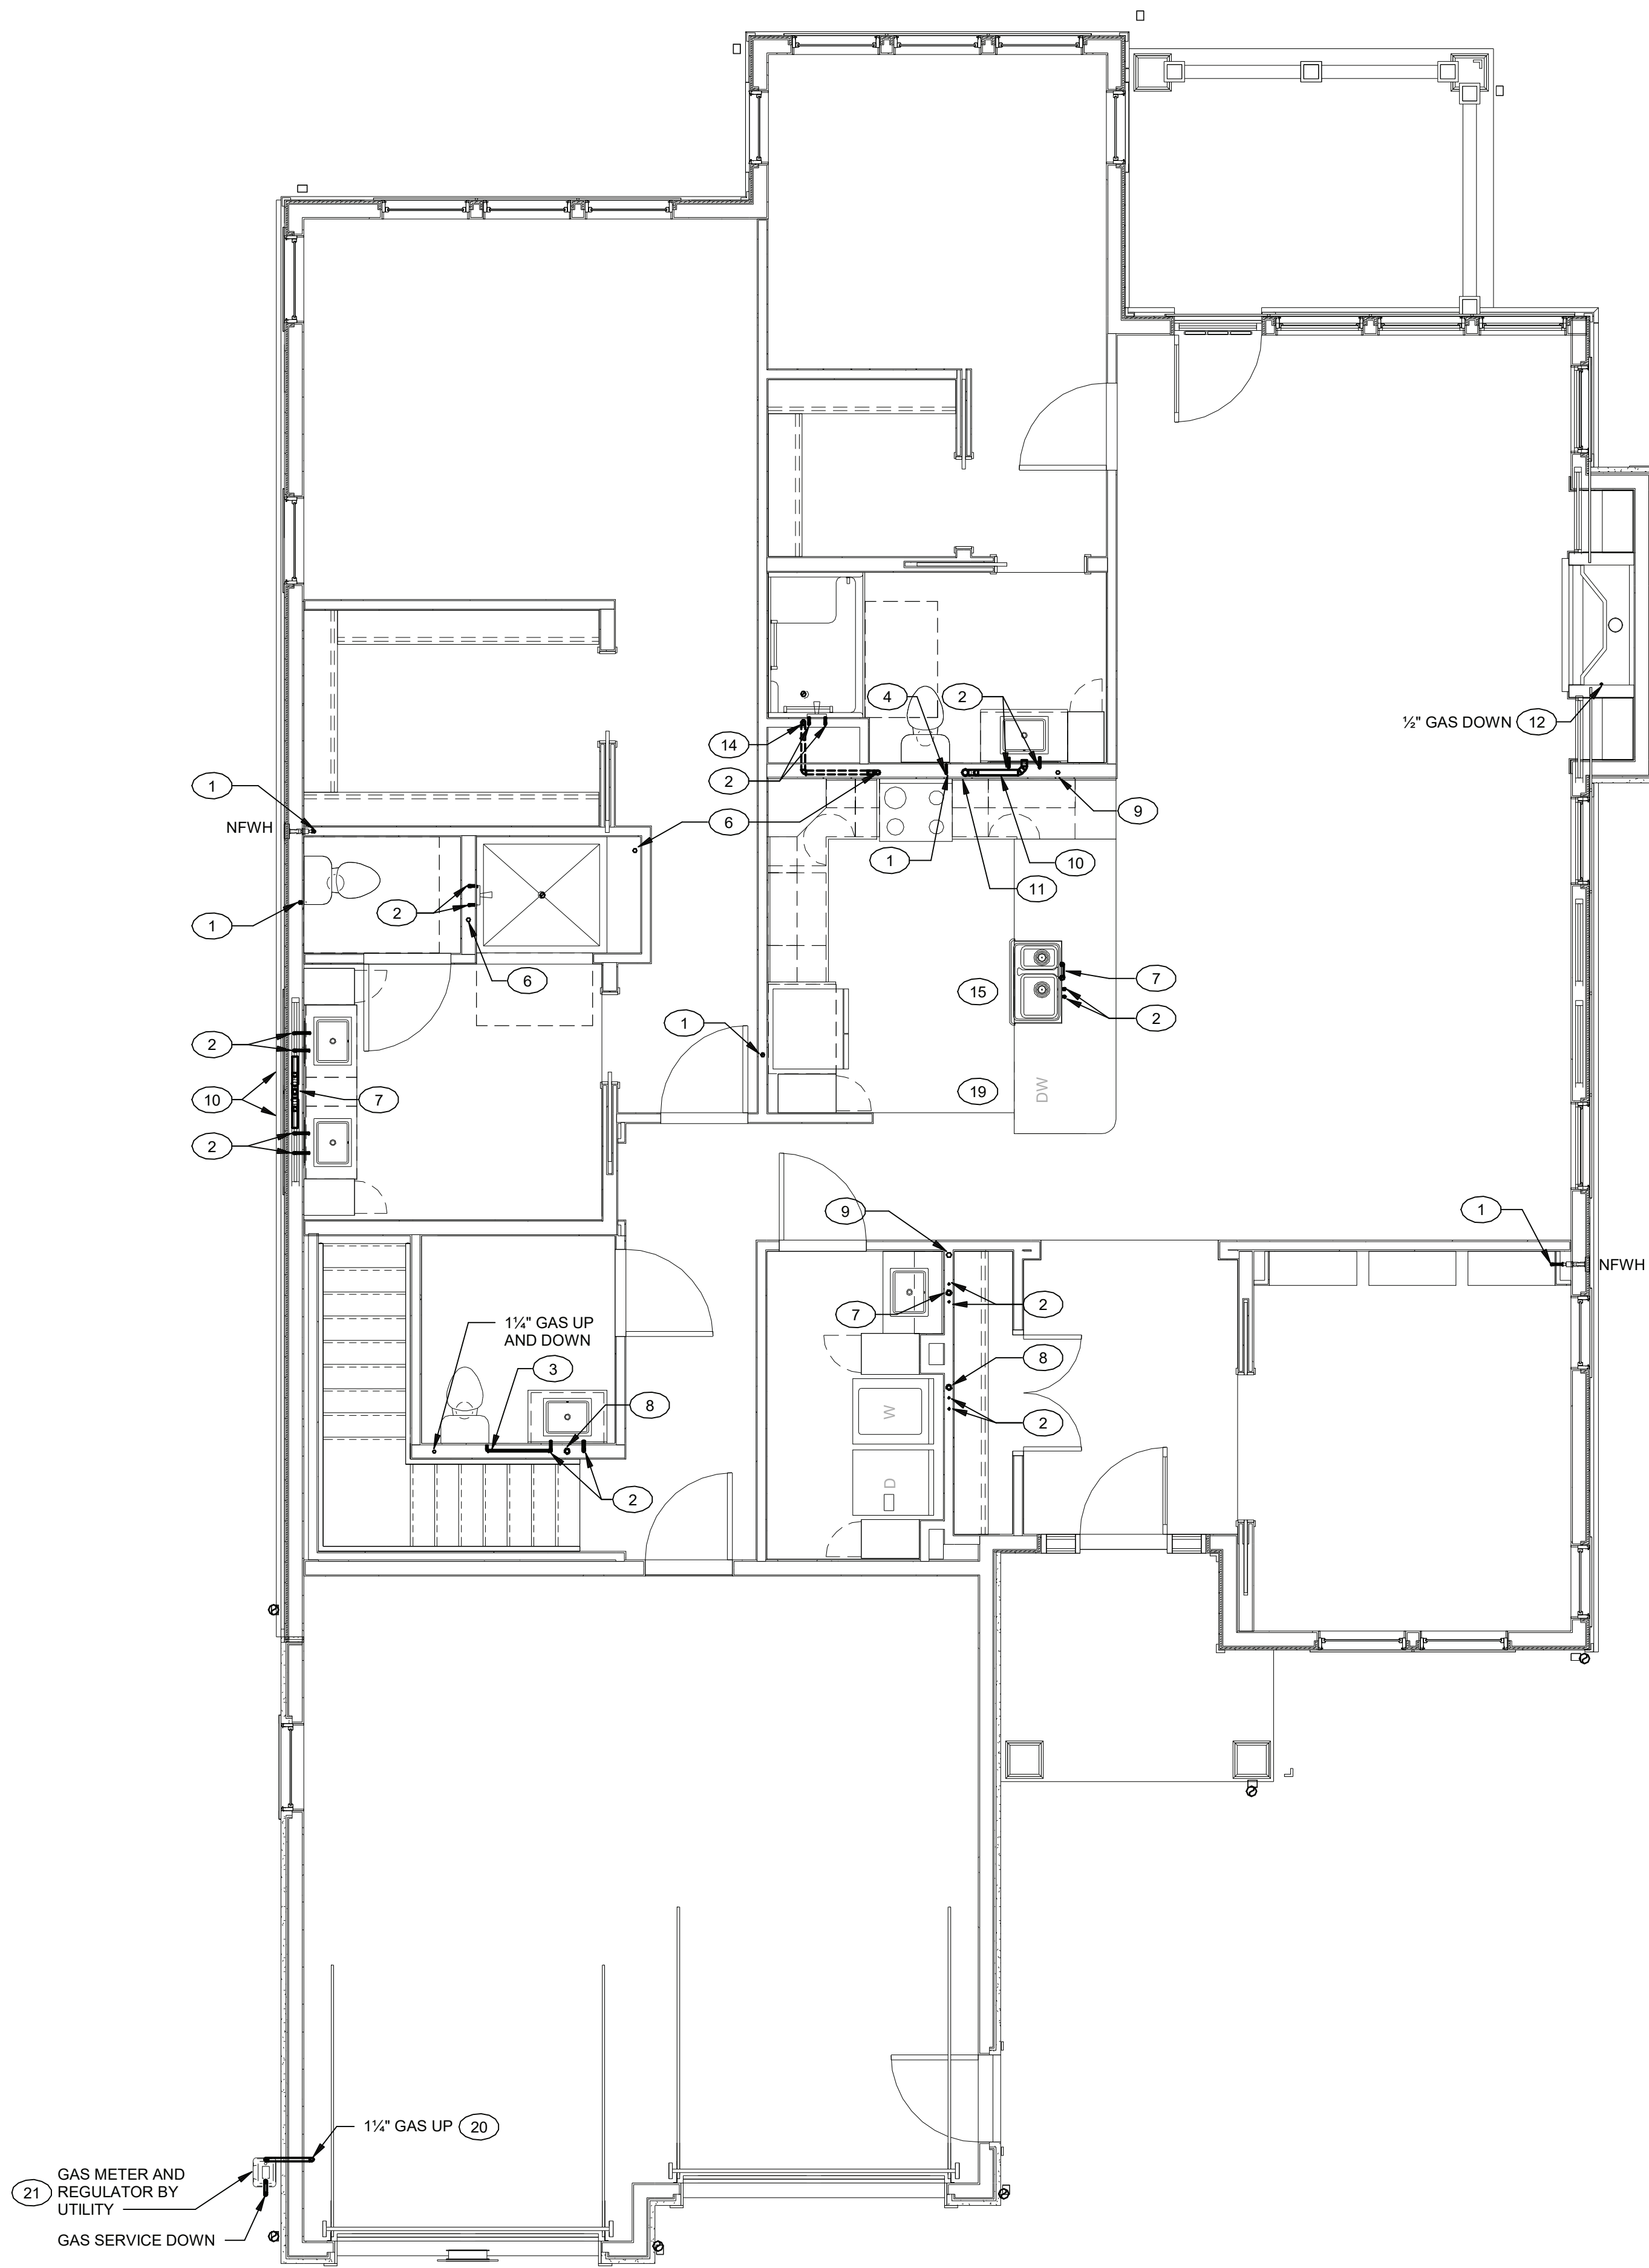 4
2
½" GAS DOWN 12
14
2
1
NFWH
6
9
1
10
11
1
2
6
7
15
2
1
2
10
7
19
DW
2
9
1
NFWH
7
2
1¼" GAS UP
AND DOWN
3
8
8
W
2
D
2
1¼" GAS UP 20
21
GAS METER AND
REGULATOR BY
UTILITY
GAS SERVICE DOWN